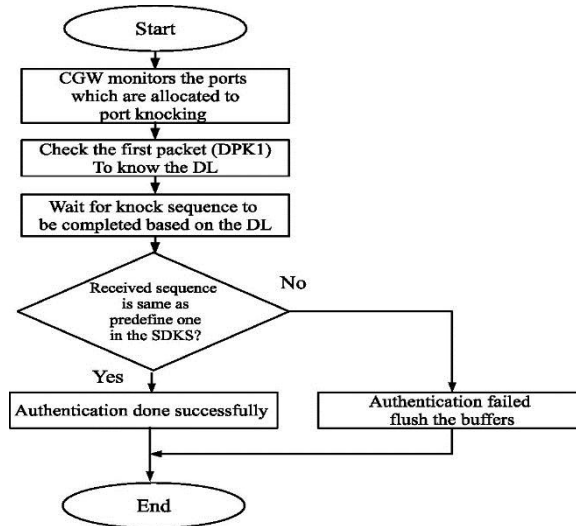 Start
CGW monitors the ports
which are allocated to
port knocking
Check the first packet (DPK1)
To know the DL
Wait for knock sequence to
be completed based on the DL
No
Received sequence
is same as
predefine one
in the SDKS?
Yes
Authentication done successfully
Authentication failed
flush the buffers
End